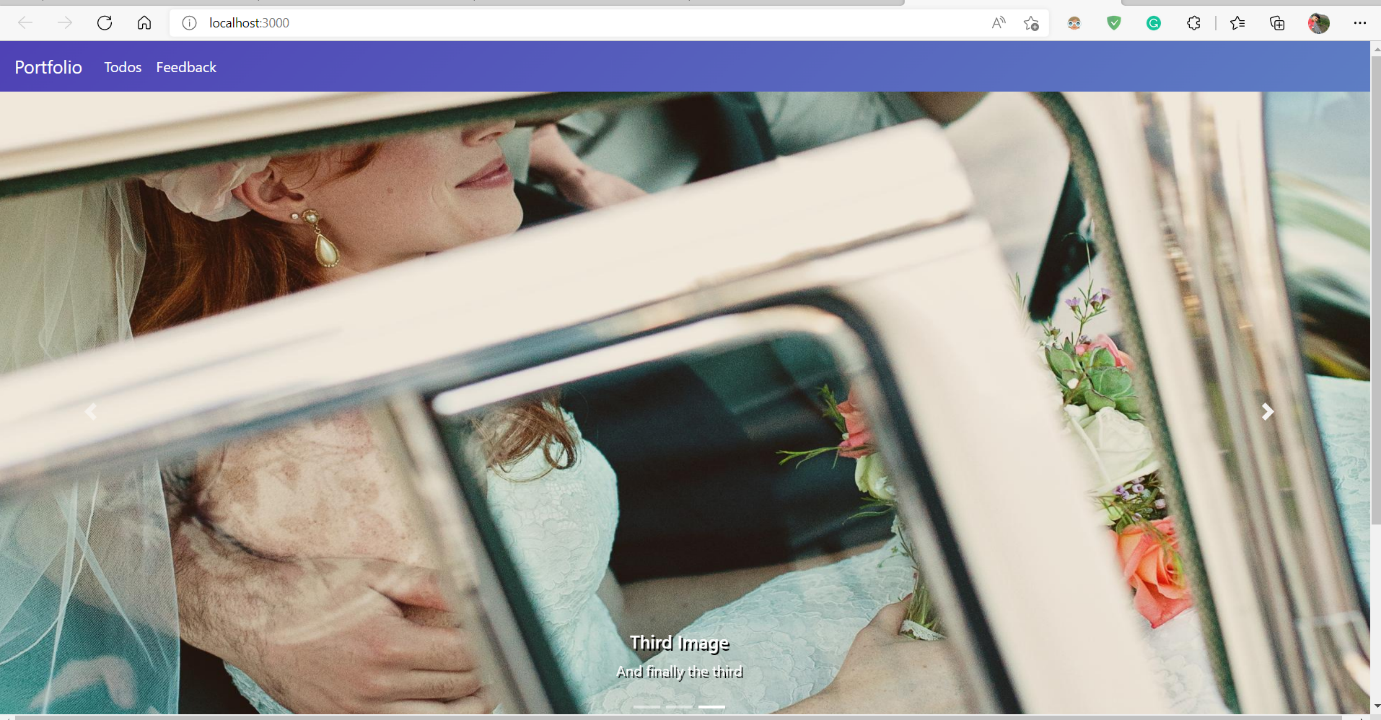 localhost:3000
Portfolio Todos Feedback
Third Image
And finally the third